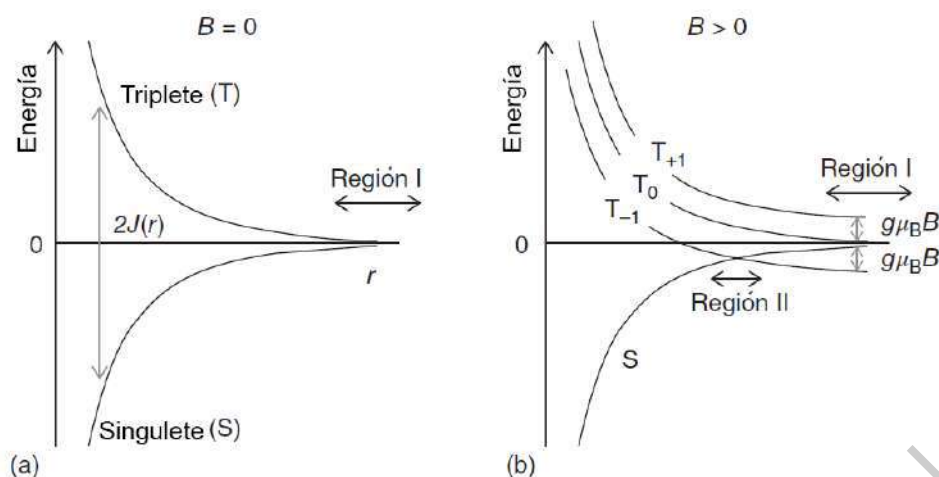 B = 0
Energía
Triplete (T)
Región I
2J(r)
0
r
Singulete (S)
(a)
B > 0
Energía
T+1
T0
T−1
Región I
gμBB
0
gμBB
Región II
S
(b)